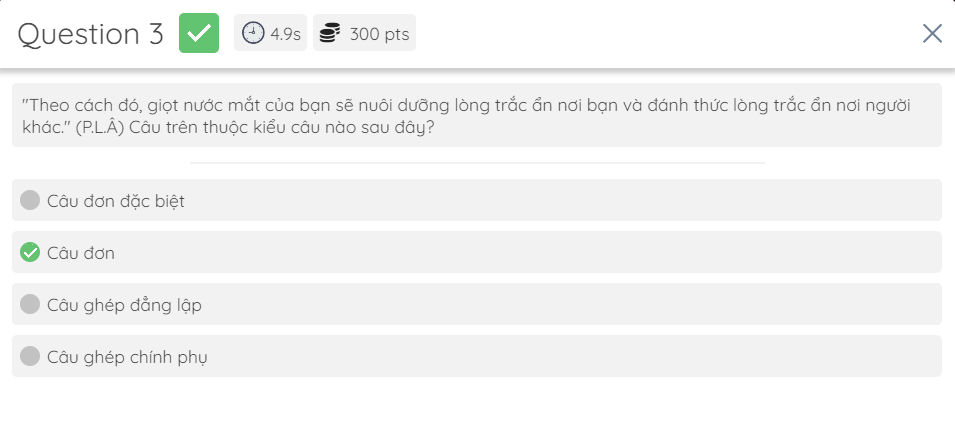 Question 3
4.9s
300 pts
"Theo cách đó, giọt nước mắt của bạn sẽ nuôi dưỡng lòng trắc ẩn nơi bạn và đánh thức lòng trắc ẩn nơi người
khác." (P.L.Â) Câu trên thuộc kiểu câu nào sau đây?
Câu đơn đặc biệt
Câu đơn
Câu ghép đẳng lập
Câu ghép chính phụ